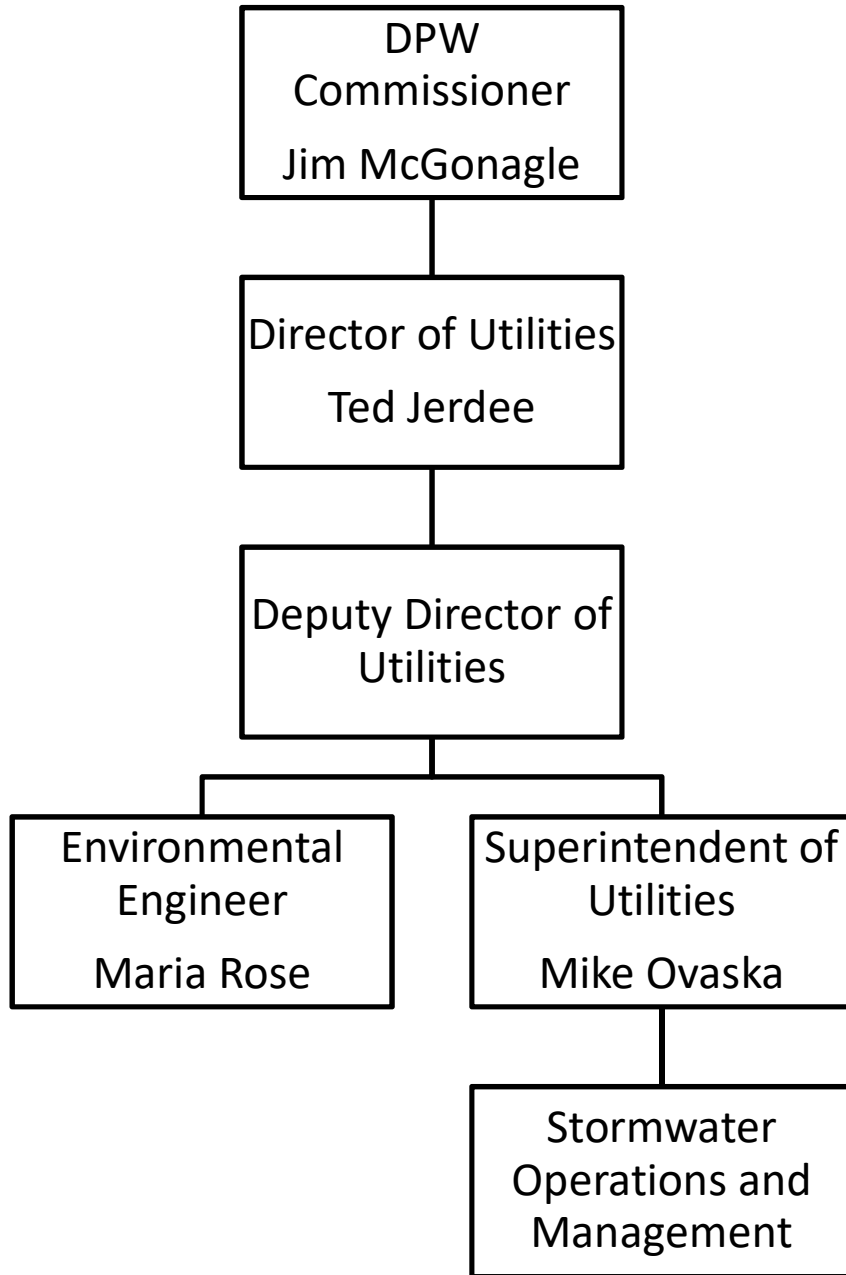 DPW
Commissioner
Jim McGonagle
Director of Utilities
Ted Jerdee
Deputy Director of
Utilities
Environmental
Engineer
Maria Rose
Superintendent of
Utilities
Mike Ovaska
Stormwater
Operations and
Management